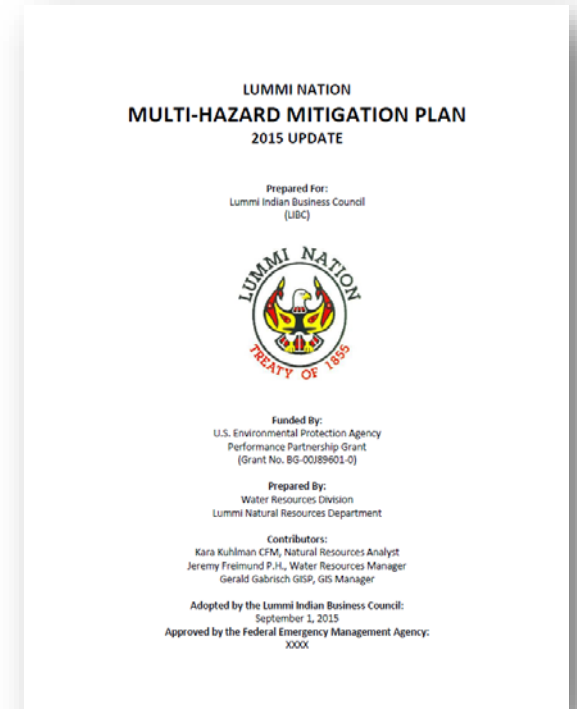 LUMMI NATION
MULTI-HAZARD MITIGATION PLAN
2015 UPDATE
Prepared For:
Lummi Indian Business Council
(LIBC)
LUMMI NATION
TREATY OF 1855
Funded By:
U.S. Environmental Protection Agency
Performance Partnership Grant
(Grant No. BG-00J89601-0)
Prepared By:
Water Resources Division
Lummi Natural Resources Department
Contributors:
Kara Kuhlman CFM, Natural Resources Analyst
Jeremy Freimund P.H., Water Resources Manager
Gerald Gabrisch GISP, GIS Manager
Adopted by the Lummi Indian Business Council:
September 1, 2015
Approved by the Federal Emergency Management Agency:
XXXX